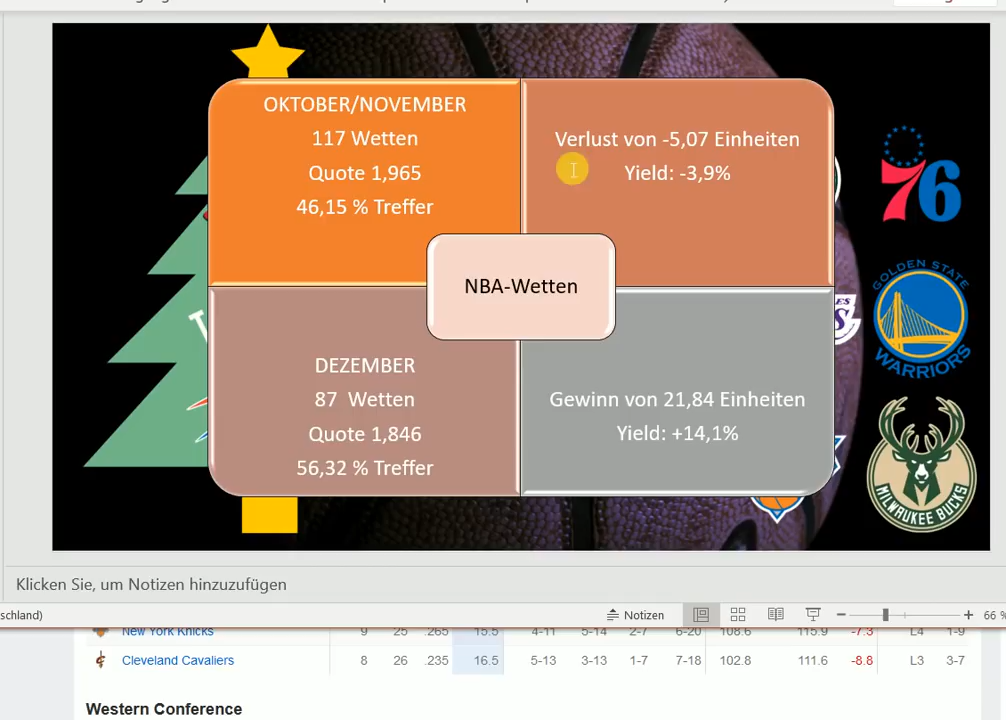 OKTOBER/NOVEMBER
117 Wetten
Quote 1,965
46,15 % Treffer
Verlust von -5,07 Einheiten
Yield: -3,9%
NBA-Wetten
DEZEMBER
87 Wetten
Quote 1,846
56,32 % Treffer
Gewinn von 21,84 Einheiten
Yield: +14,1%
76
GOLDEN STATE
WARRIORS
MILWAUKEE BUCKS
Klicken Sie, um Notizen hinzuzufügen
schland)
Notizen
66 %
New York Knicks 9 25 .265 15.5 4-11 5-14 2-7 6-20 108.6 115.9 -7.3 L4 1-9
Cleveland Cavaliers 8 26 .235 16.5 5-13 3-13 1-7 7-18 102.8 111.6 -8.8 L3 3-7
Western Conference